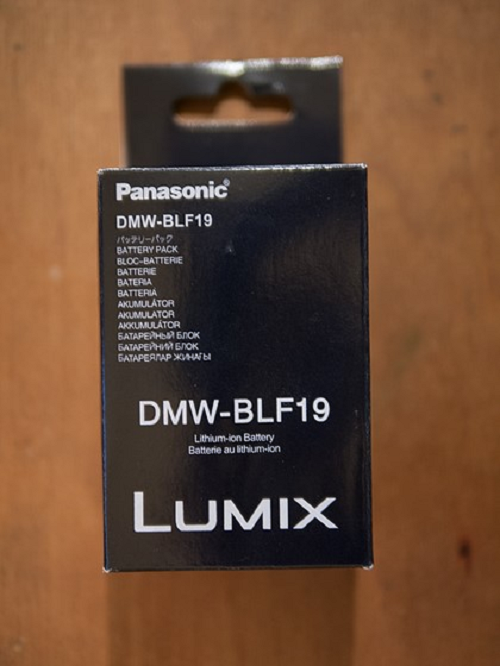 Panasonic®
DMW-BLF19
バッテリーパック
BATTERY PACK
BLOC-BATTERIE
BATTERIE
BATERIA
BATTERIA
AKUMULÁTOR
AKUMULATOR
AKKUMULÁTOR
БАТАРЕЙНЫЙ БЛОК
БАТАРЕЙНИЙ БЛОК
БАТАРЕЯЛАР ЖИНАҒЫ
DMW-BLF19
Lithium-ion Battery
Batterie au lithium-ion
LUMIX